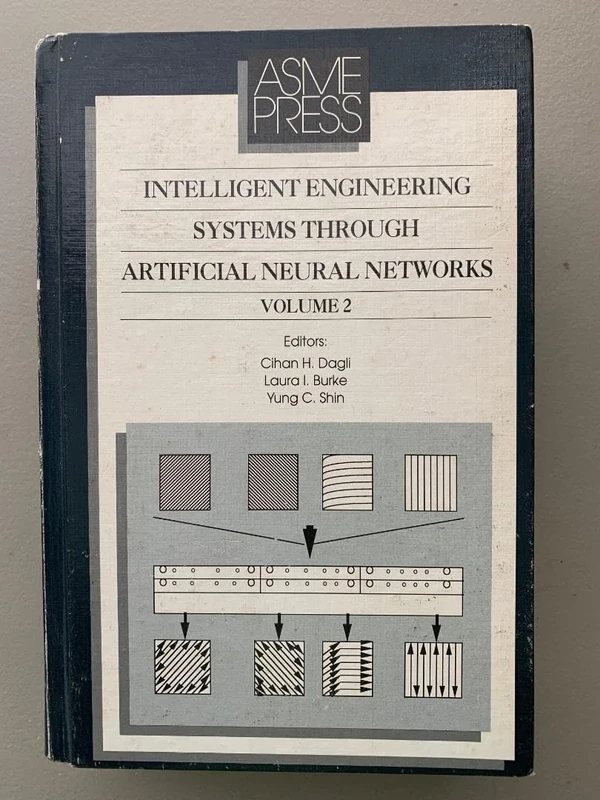 ASME
PRESS
INTELLIGENT ENGINEERING
SYSTEMS THROUGH
ARTIFICIAL NEURAL NETWORKS
VOLUME 2
Editors:
Cihan H. Dagli
Laura I. Burke
Yung C. Shin